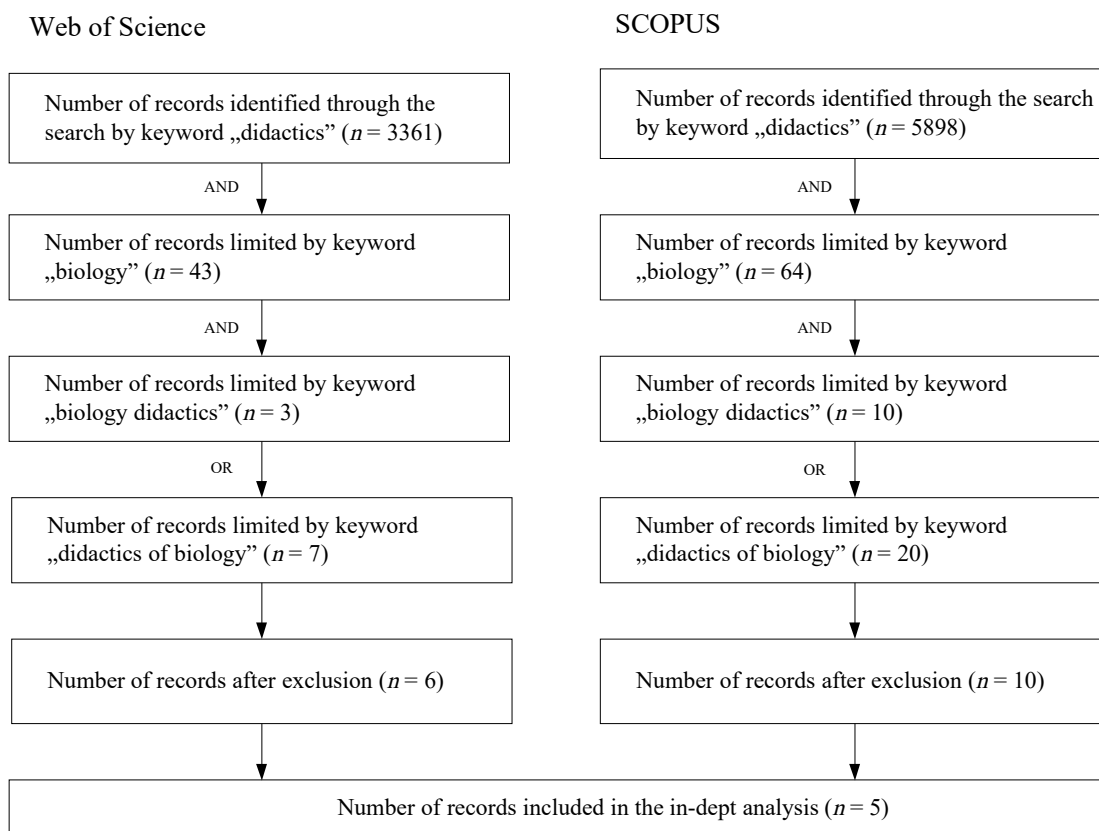 Web of Science
Number of records identified through the
search by keyword „didactics” (n = 3361)
AND
Number of records limited by keyword
„biology” (n = 43)
AND
Number of records limited by keyword
„biology didactics” (n = 3)
OR
Number of records limited by keyword
„didactics of biology” (n = 7)
Number of records after exclusion (n = 6)
SCOPUS
Number of records identified through the search
by keyword „didactics” (n = 5898)
AND
Number of records limited by keyword
„biology” (n = 64)
AND
Number of records limited by keyword
„biology didactics” (n = 10)
OR
Number of records limited by keyword
„didactics of biology” (n = 20)
Number of records after exclusion (n = 10)
Number of records included in the in-dept analysis (n = 5)